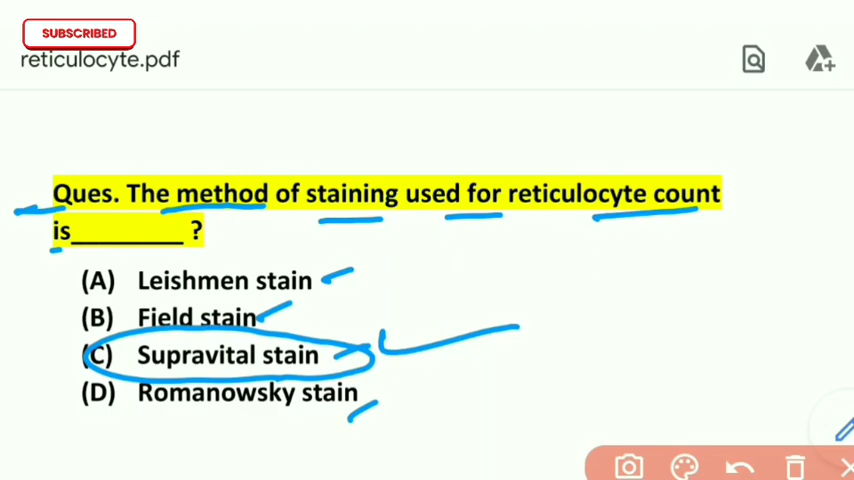 SUBSCRIBED
reticulocyte.pdf
Ques. The method of staining used for reticulocyte count
is________ ?
(A) Leishmen stain
(B) Field stain
(C) Supravital stain
(D) Romanowsky stain